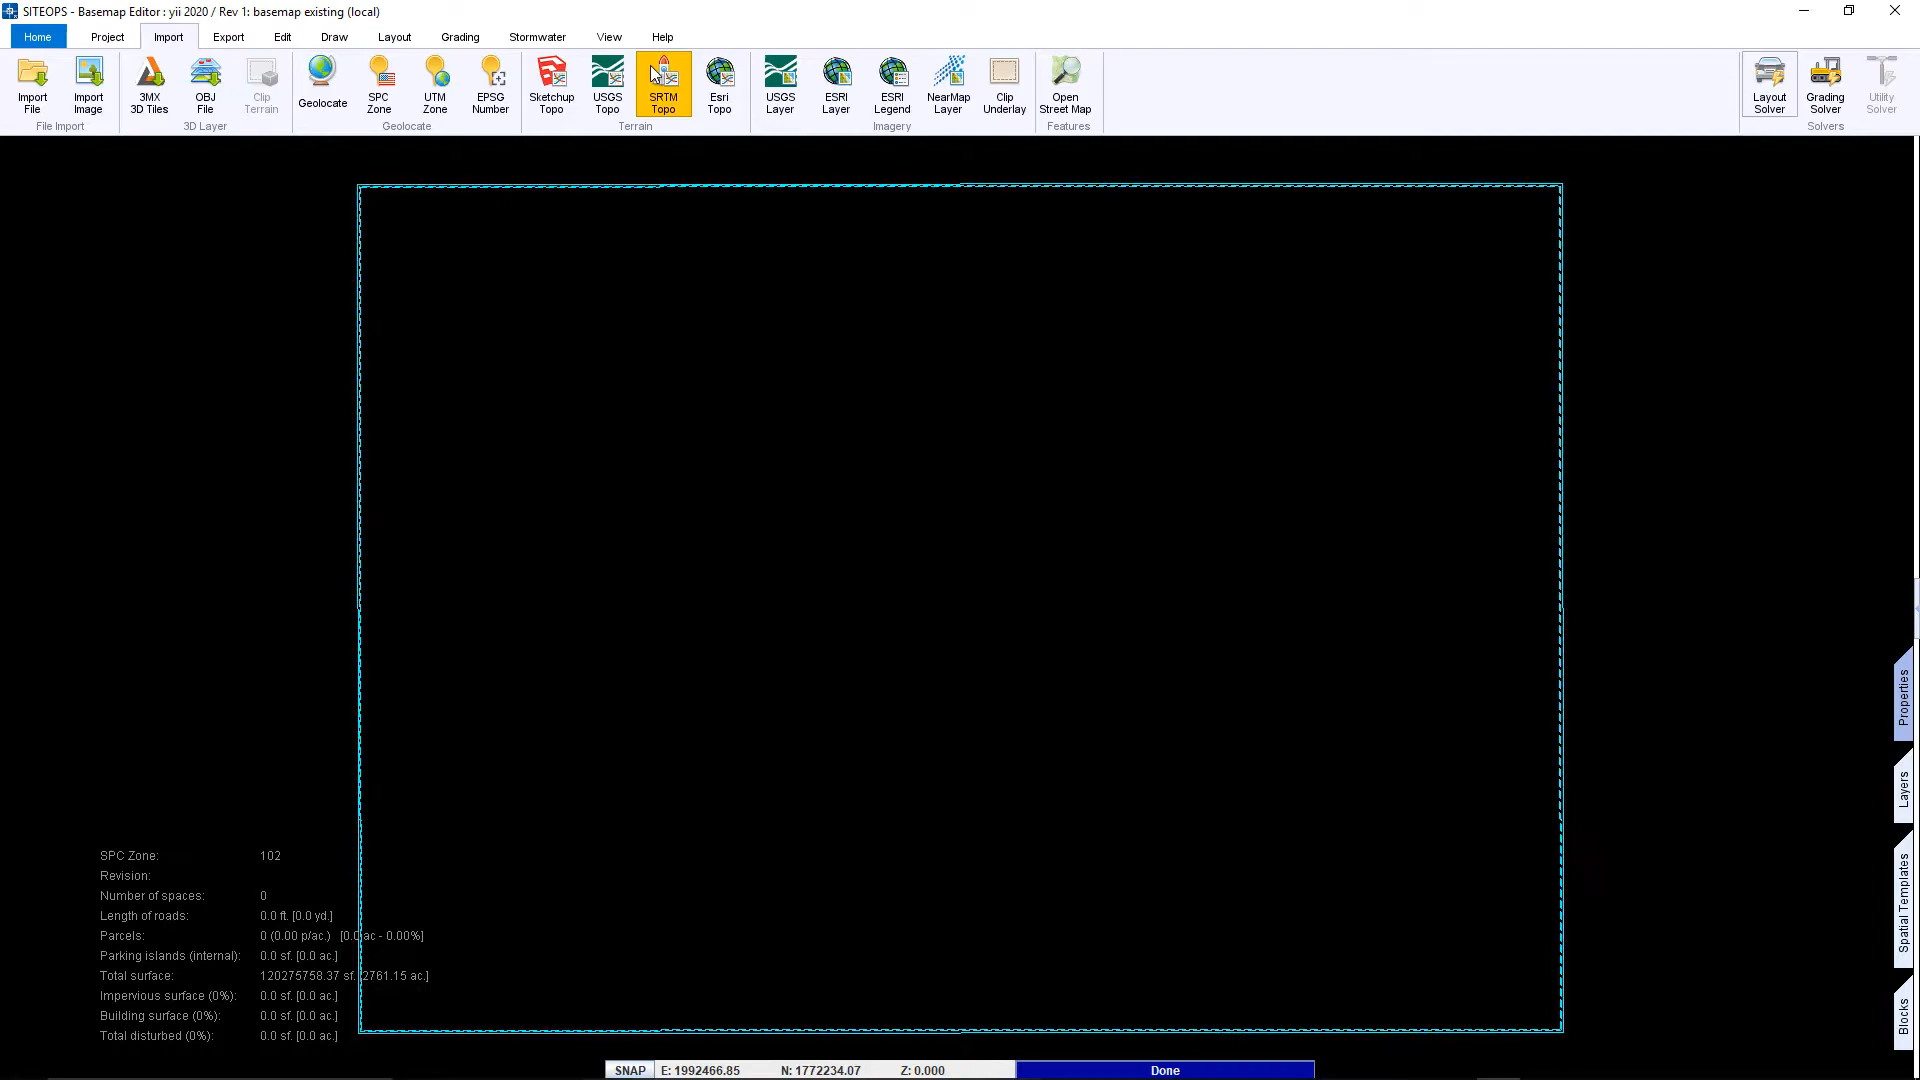 SITEOPS - Basemap Editor : yii 2020 / Rev 1: basemap existing (local)
Home Project Import Export Edit Draw Layout Grading Stormwater View Help
Import File
Import Image
3MX 3D Tiles
OBJ File
Clip Terrain
Geolocate
SPC Zone
UTM Zone
EPSG Number
Sketchup Topo
USGS Topo
SRTM Topo
Esri Topo
USGS Layer
ESRI Layer
ESRI Legend
NearMap Layer
Clip Underlay
Open Street Map
Layout Solver
Grading Solver
Utility Solver
File Import 3D Layer Geolocate Terrain Imagery Features Solvers
Properties
Layers
Spatial Templates
Blocks
SPC Zone: 102
Revision:
Number of spaces: 0
Length of roads: 0.0 ft. [0.0 yd.]
Parcels: 0 (0.00 p/ac.) [0.0 ac - 0.00%]
Parking islands (internal): 0.0 sf. [0.0 ac.]
Total surface: 120275758.37 sf. [2761.15 ac.]
Impervious surface (0%): 0.0 sf. [0.0 ac.]
Building surface (0%): 0.0 sf. [0.0 ac.]
Total disturbed (0%): 0.0 sf. [0.0 ac.]
SNAP E: 1992466.85 N: 1772234.07 Z: 0.000 Done